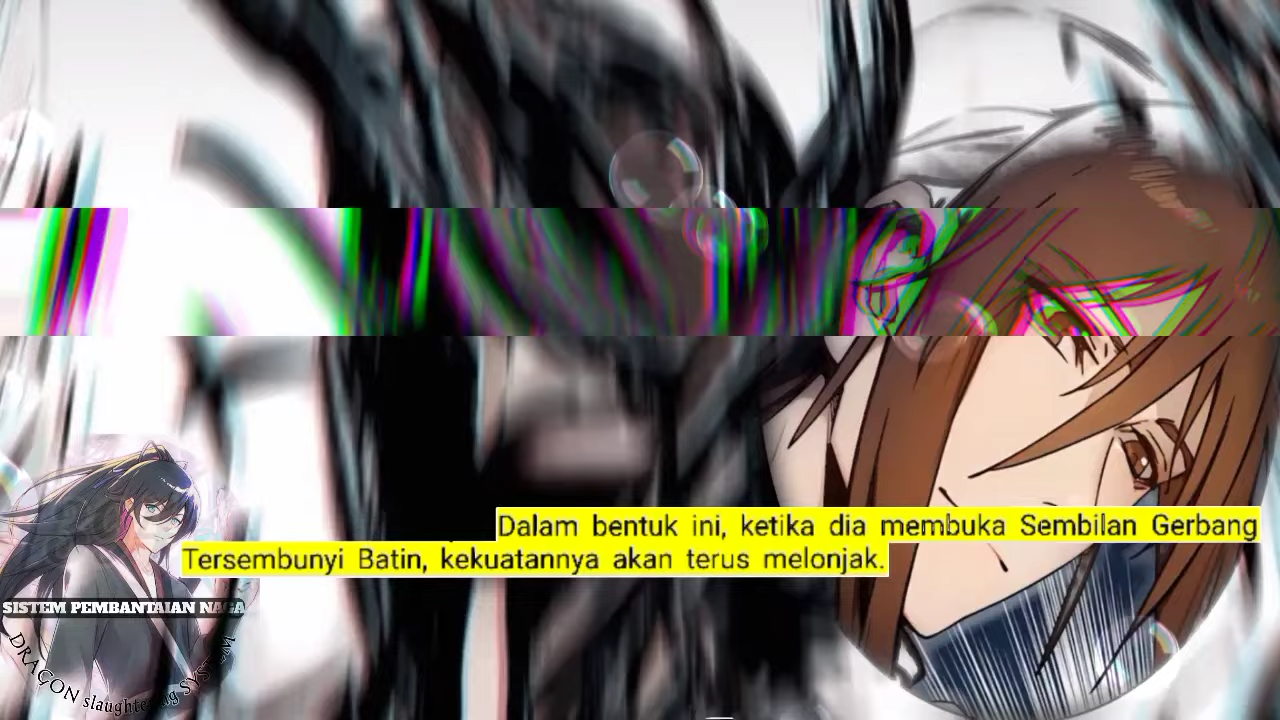 Dalam bentuk ini, ketika dia membuka Sembilan Gerbang
Tersembunyi Batin, kekuatannya akan terus melonjak.
SISTEM PEMBANTAIAN NAGA
DRAGON slaughtering SYSTEM